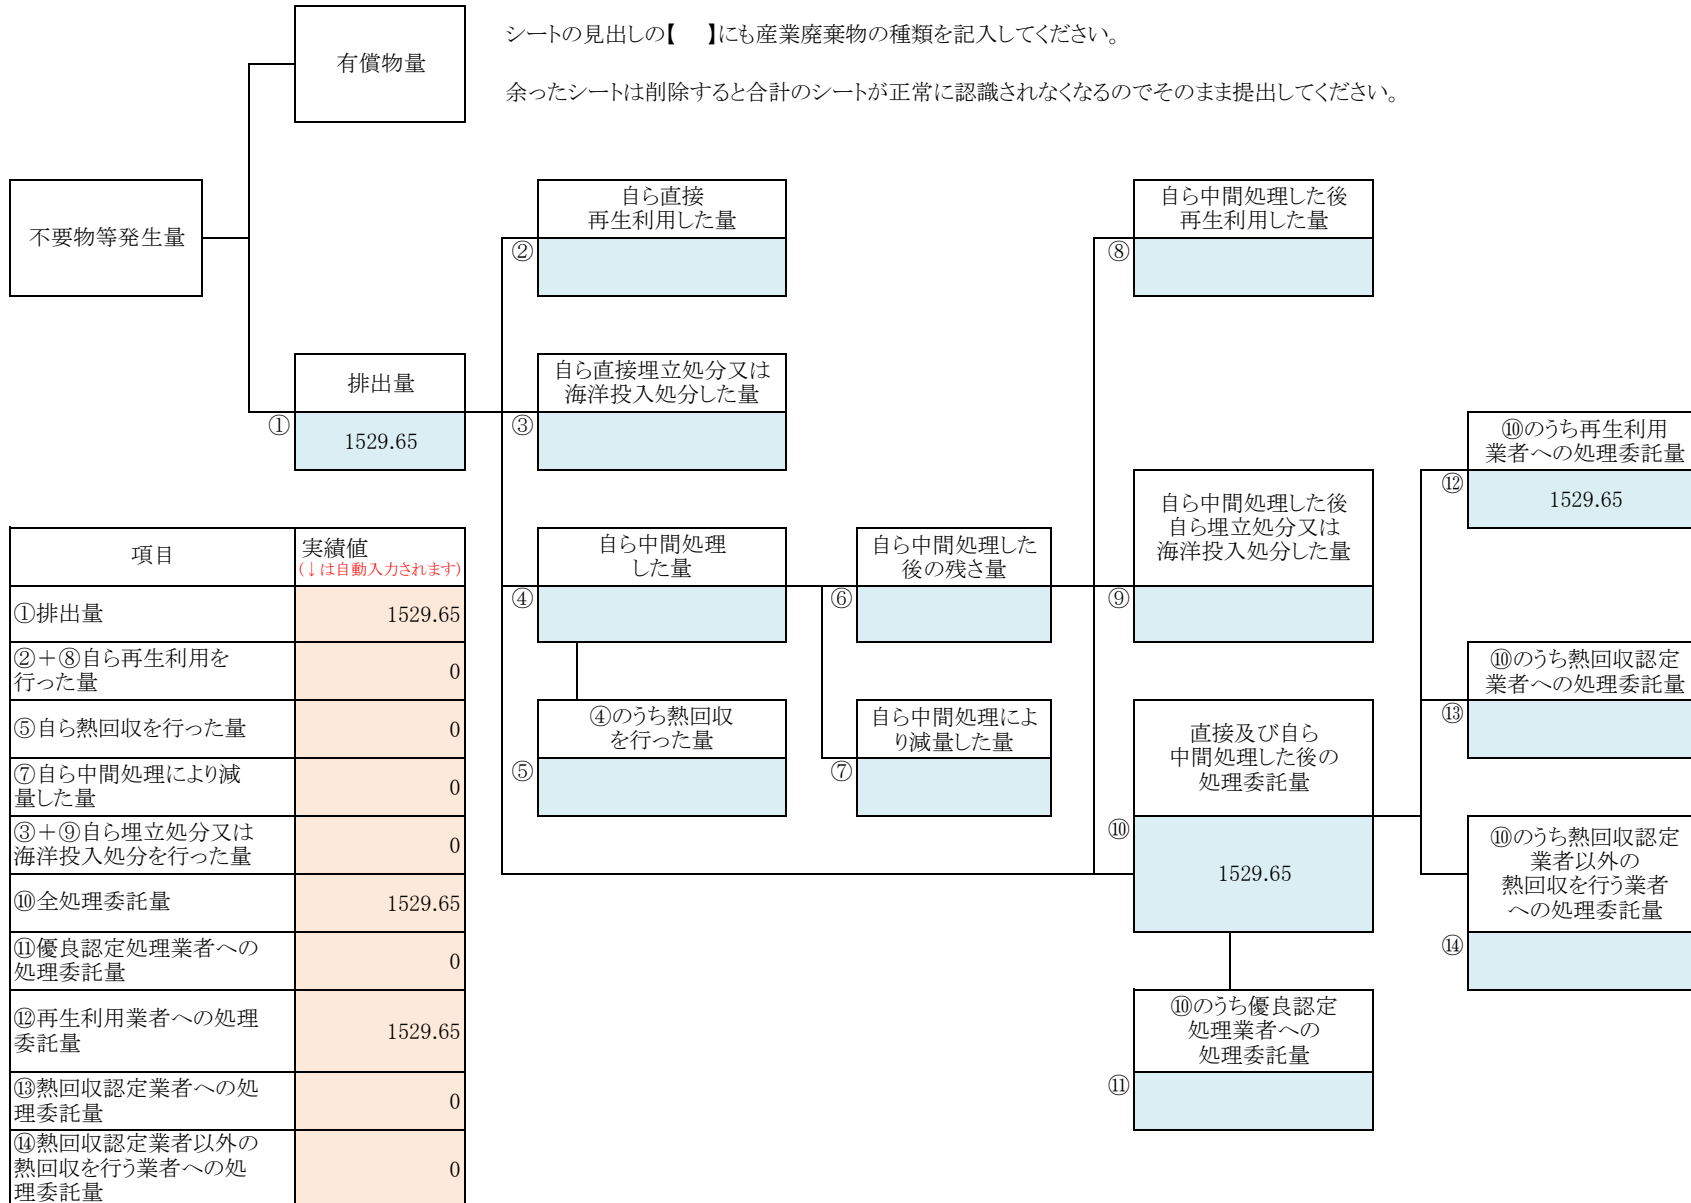 シートの見出しの【　】にも産業廃棄物の種類を記入してください。
余ったシートは削除すると合計のシートが正常に認識されなくなるのでそのまま提出してください。
有償物量
不要物等発生量
自ら直接
再生利用した量
②
自ら中間処理した後
再生利用した量
⑧
排出量
①
1529.65
自ら直接埋立処分又は
海洋投入処分した量
③
⑩のうち再生利用
業者への処理委託量
⑫
1529.65
自ら中間処理した後
自ら埋立処分又は
海洋投入処分した量
⑨
自ら中間処理
した量
④
自ら中間処理した
後の残さ量
⑥
⑩のうち熱回収認定
業者への処理委託量
⑬
④のうち熱回収
を行った量
⑤
自ら中間処理によ
り減量した量
⑦
直接及び自ら
中間処理した後の
処理委託量
⑩
1529.65
⑩のうち熱回収認定
業者以外の
熱回収を行う業者
への処理委託量
⑭
⑩のうち優良認定
処理業者への
処理委託量
⑪
項目
実績値
(↓は自動入力されます)
①排出量
1529.65
②＋⑧自ら再生利用を
行った量
0
⑤自ら熱回収を行った量
0
⑦自ら中間処理により減
量した量
0
③＋⑨自ら埋立処分又は
海洋投入処分を行った量
0
⑩全処理委託量
1529.65
⑪優良認定処理業者への
処理委託量
0
⑫再生利用業者への処理
委託量
1529.65
⑬熱回収認定業者への処
理委託量
0
⑭熱回収認定業者以外の
熱回収を行う業者への処
理委託量
0